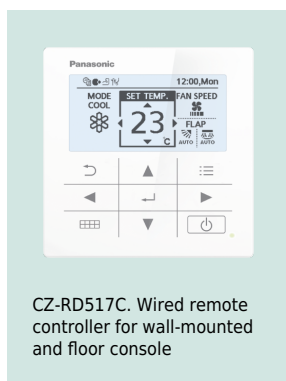 Panasonic
12:00,Mon
MODE SET TEMP. FAN SPEED
COOL
23
°C
FLAP
AUTO AUTO
CZ-RD517C. Wired remote
controller for wall-mounted
and floor console